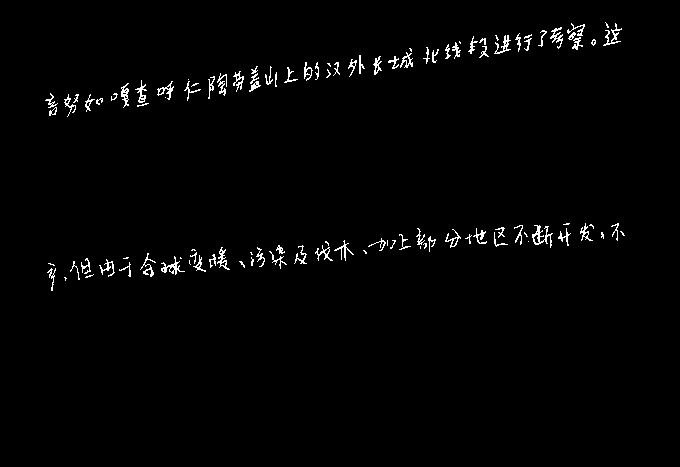 音努如嘎查呼仁陶劳盖山上的汉外长城北线段进行了考察。这
亨,但由于全球变暖、污染及伐木、加上部分地区不断开发,不